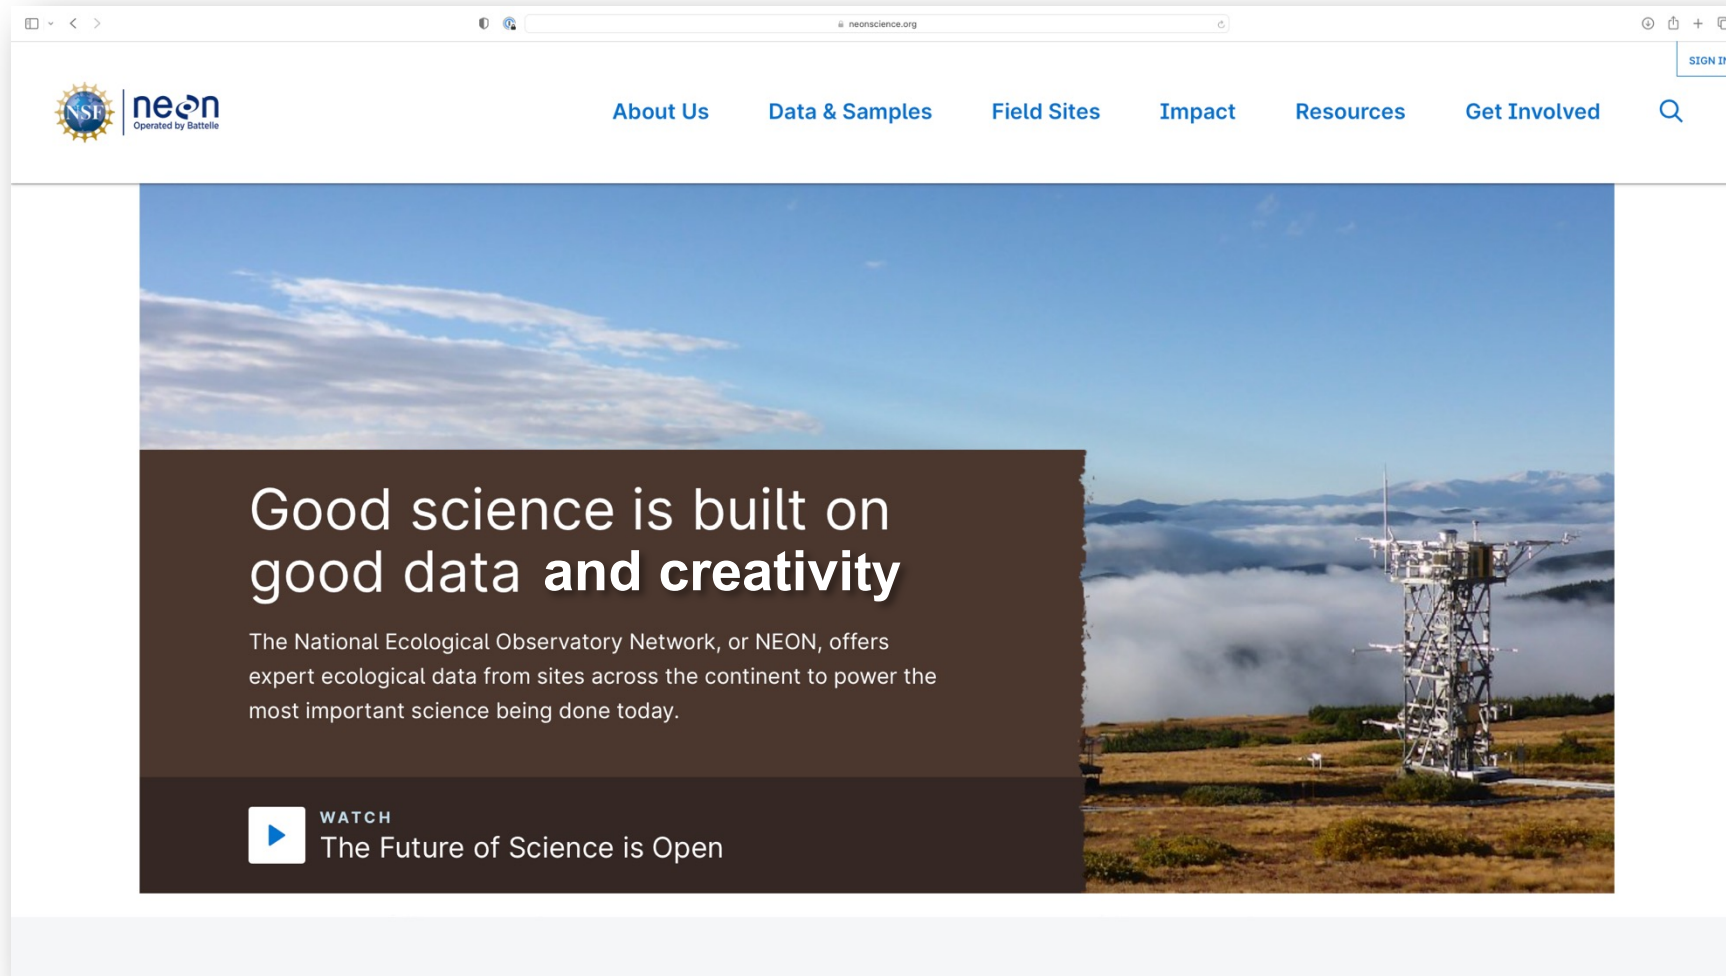 neonscience.org
SIGN IN
NSF
neon
Operated by Battelle
About Us
Data & Samples
Field Sites
Impact
Resources
Get Involved
Good science is built on
good data and creativity
The National Ecological Observatory Network, or NEON, offers
expert ecological data from sites across the continent to power the
most important science being done today.
WATCH
The Future of Science is Open